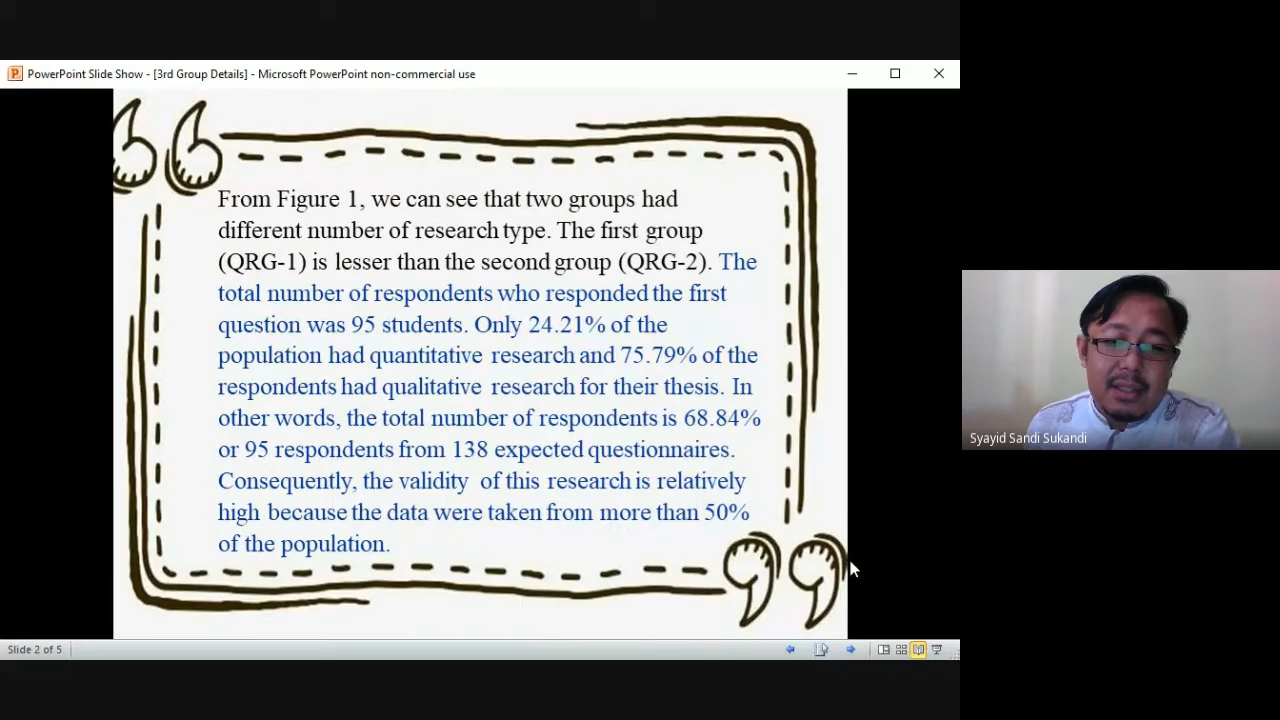 PowerPoint Slide Show - [3rd Group Details] - Microsoft PowerPoint non-commercial use
From Figure 1, we can see that two groups had
different number of research type. The first group
(QRG-1) is lesser than the second group (QRG-2). The
total number of respondents who responded the first
question was 95 students. Only 24.21% of the
population had quantitative research and 75.79% of the
respondents had qualitative research for their thesis. In
other words, the total number of respondents is 68.84%
or 95 respondents from 138 expected questionnaires.
Consequently, the validity of this research is relatively
high because the data were taken from more than 50%
of the population.
Syayid Sandi Sukandi
Slide 2 of 5